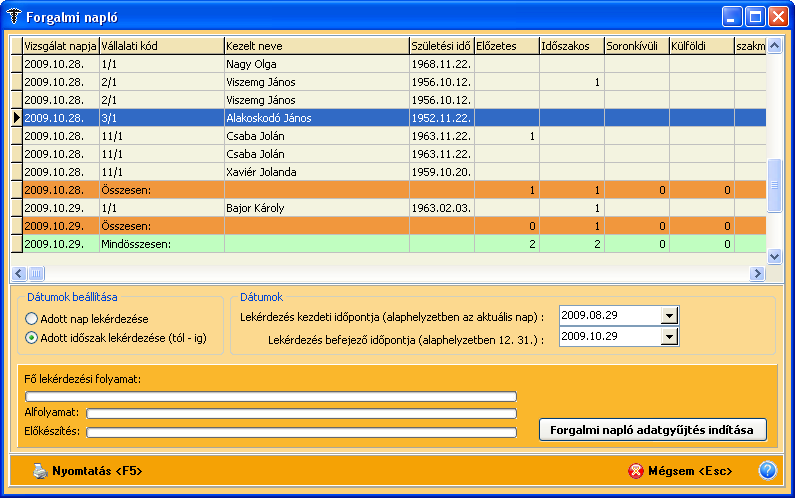 Forgalmi napló
Vizsgálat napja Vállalati kód Kezelt neve Születési idő Előzetes Időszakos Soronkívüli Külföldi szakm
2009.10.28. 1/1 Nagy Olga 1968.11.22.
2009.10.28. 2/1 Viszemg János 1956.10.12. 1
2009.10.28. 2/1 Viszemg János 1956.10.12.
2009.10.28. 3/1 Alakoskodó János 1952.11.22.
2009.10.28. 11/1 Csaba Jolán 1963.11.22. 1
2009.10.28. 11/1 Csaba Jolán 1963.11.22.
2009.10.28. 11/1 Xaviér Jolanda 1959.10.20.
2009.10.28. Összesen: 1 1 0 0
2009.10.29. 1/1 Bajor Károly 1963.02.03. 1
2009.10.29. Összesen: 0 1 0 0
2009.10.29. Mindösszesen: 2 2 0 0
Dátumok beállítása
Adott nap lekérdezése
Adott időszak lekérdezése (tól - ig)
Dátumok
Lekérdezés kezdeti időpontja (alaphelyzetben az aktuális nap) : 2009.08.29
Lekérdezés befejező időpontja (alaphelyzetben 12. 31.) : 2009.10.29
Fő lekérdezési folyamat:
Alfolyamat:
Előkészítés:
Forgalmi napló adatgyűjtés indítása
Nyomtatás <F5>
Mégsem <Esc>
?